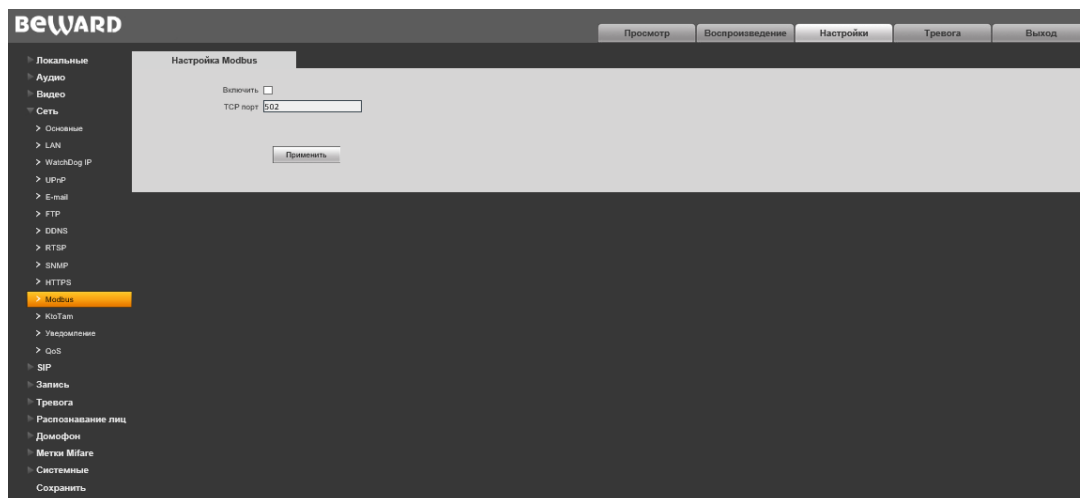 BEWARD
Просмотр Воспроизведение Настройки Тревога Выход
Локальные
Аудио
Видео
Сеть
Основные
LAN
WatchDog IP
UPnP
E-mail
FTP
DDNS
RTSP
SNMP
HTTPS
Modbus
KtoTam
Уведомление
QoS
SIP
Запись
Тревога
Распознавание лиц
Домофон
Метки Mifare
Системные
Сохранить
Настройка Modbus
Включить
TCP порт 502
Применить